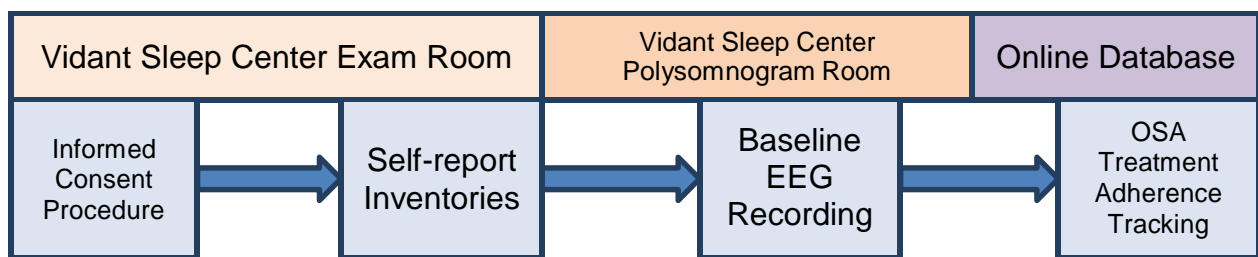 Vidant Sleep Center Exam Room
Vidant Sleep Center
Polysomnogram Room
Online Database
Informed
Consent
Procedure
Self-report
Inventories
Baseline
EEG
Recording
OSA
Treatment
Adherence
Tracking